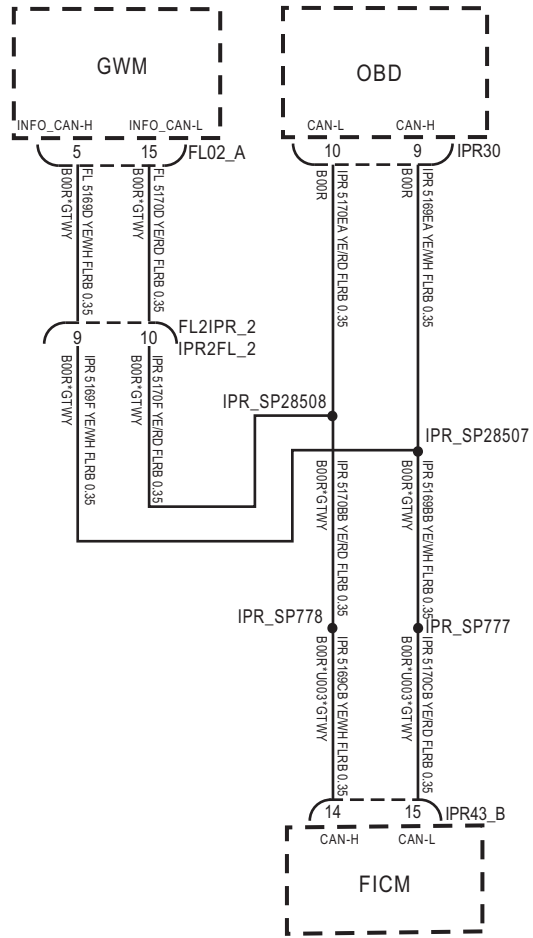 GWM
OBD
INFO_CAN-H
INFO_CAN-L
CAN-L
CAN-H
5
15
FL02_A
10
9
IPR30
FL 5169D YE/WH FLRB 0.35
B00R*GTWY
FL 5170D YE/RD FLRB 0.35
B00R*GTWY
IPR 5170EA YE/RD FLRB 0.35
B00R
IPR 5169EA YE/WH FLRB 0.35
B00R
FL2IPR_2
9
10
IPR2FL_2
IPR 5169F YE/WH FLRB 0.35
B00R*GTWY
IPR 5170F YE/RD FLRB 0.35
B00R*GTWY
IPR_SP28508
IPR_SP28507
IPR 5170BB YE/RD FLRB 0.35
B00R*GTWY
IPR 5169BB YE/WH FLRB 0.35
B00R*GTWY
IPR_SP778
IPR_SP777
IPR 5169CB YE/WH FLRB 0.35
B00R*U003*GTWY
IPR 5170CB YE/RD FLRB 0.35
B00R*U003*GTWY
14
15
IPR43_B
CAN-H
CAN-L
FICM